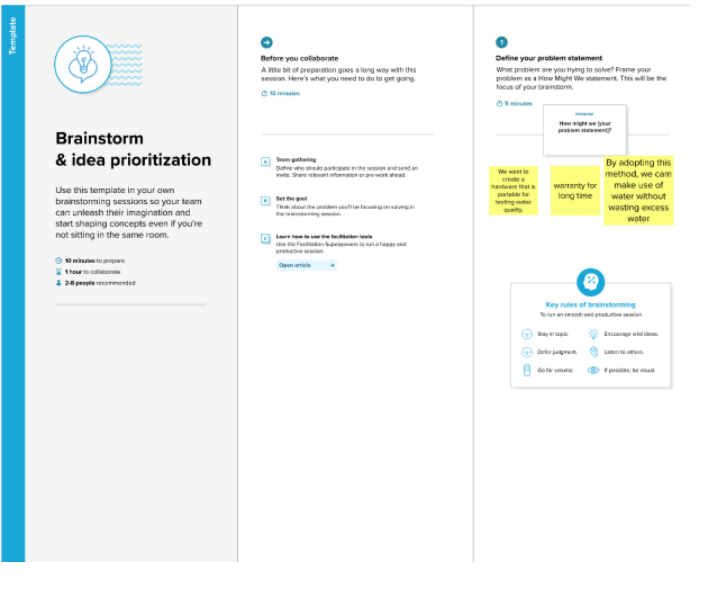 Template
Brainstorm
& idea prioritization
Use this template in your own
brainstorming sessions so your team
can unleash their imagination and
start shaping concepts even if you're
not sitting in the same room.
10 minutes to prepare
1 hour to collaborate
2-8 people recommended
Before you collaborate
A little bit of preparation goes a long way with this
session. Here's what you need to do to get going.
10 minutes
A
Team gathering
Define who should participate in the session and send an
invite. Share relevant information or pre-work ahead.
B
Set the goal
Think about the problem you'll be focusing on solving in
the brainstorming session.
C
Learn how to use the facilitation tools
Use the Facilitation Superpowers to run a happy and
productive session.
Open article →
1
Define your problem statement
What problem are you trying to solve? Frame your
problem as a How Might We statement. This will be the
focus of your brainstorm.
5 minutes
PROBLEM
How might we [your
problem statement]?
We want to
create a
hardware that is
portable for
testing water
quality.
warranty for
long time
By adopting this
method, we cam
make use of
water without
wasting excess
water
Key rules of brainstorming
To run an smooth and productive session
Stay in topic.
Encourage wild ideas.
Defer judgment.
Listen to others.
Go for volume.
If possible, be visual.